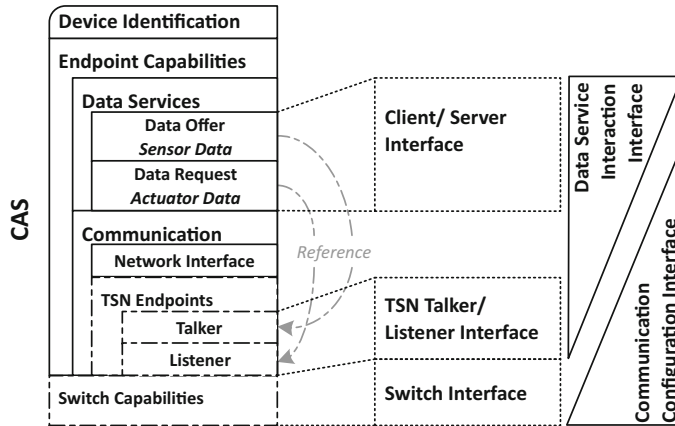 Device Identification
Endpoint Capabilities
Data Services
Data Offer
Sensor Data
Data Request
Actuator Data
Communication
Network Interface
TSN Endpoints
Talker
Listener
Switch Capabilities
CAS
Reference
Client/ Server
Interface
TSN Talker/
Listener Interface
Switch Interface
Data Service
Interaction
Interface
Communication
Configuration Interface